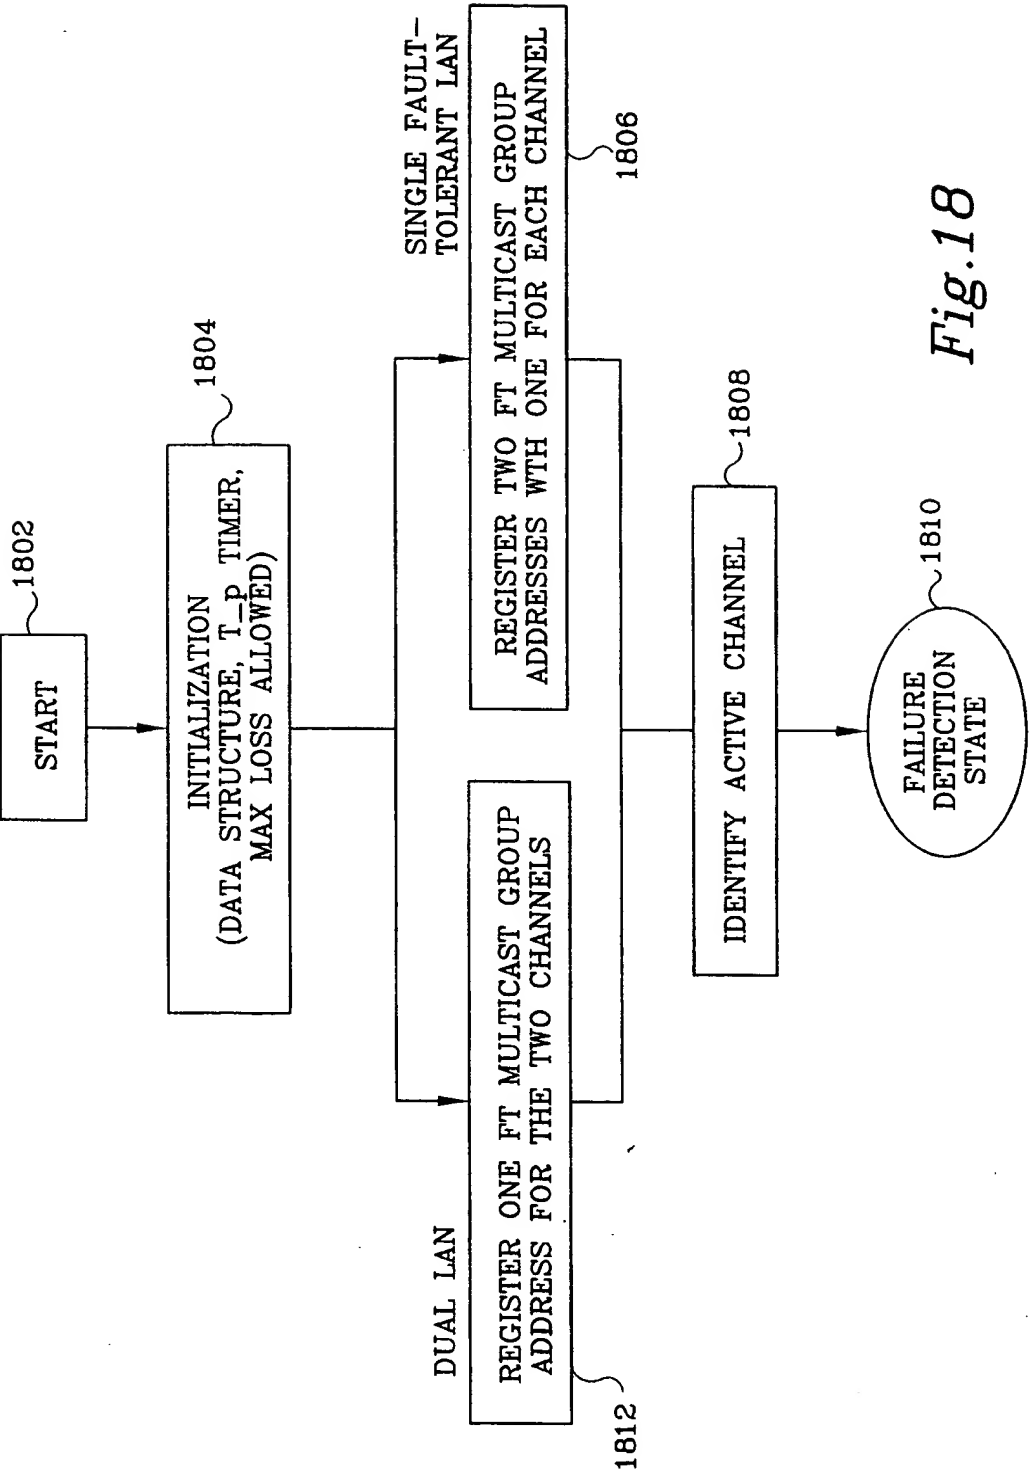 START
1802
INITIALIZATION
(DATA STRUCTURE, T_p TIMER,
MAX LOSS ALLOWED)
1804
DUAL LAN
REGISTER ONE FT MULTICAST GROUP
ADDRESS FOR THE TWO CHANNELS
1812
SINGLE FAULT-
TOLERANT LAN
REGISTER TWO FT MULTICAST GROUP
ADDRESSES WTH ONE FOR EACH CHANNEL
1806
IDENTIFY ACTIVE CHANNEL
1808
FAILURE
DETECTION
STATE
1810
Fig.18